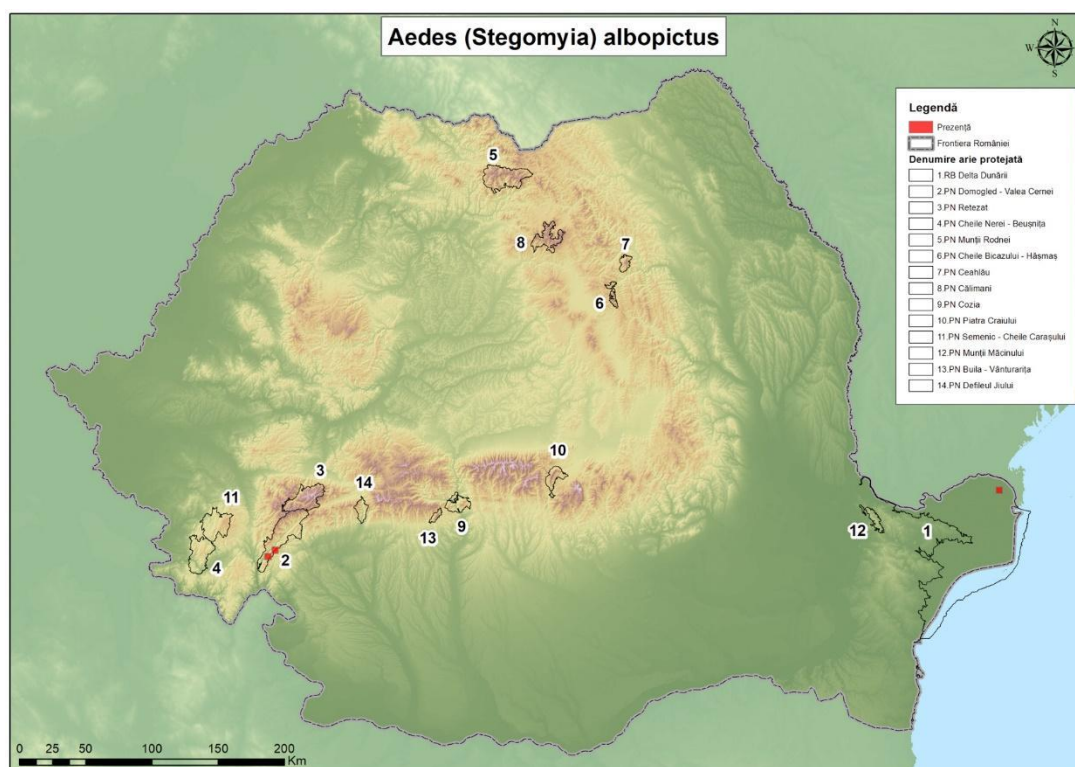 Aedes (Stegomyia) albopictus
N
W
E
S
Legendă
Prezență
Frontiera României
Denumire arie protejată
1.RB Delta Dunării
2.PN Domogled - Valea Cernei
3.PN Retezat
4.PN Cheile Nerei - Beușnița
5.PN Munții Rodnei
6.PN Cheile Bicazului - Hășmaș
7.PN Ceahlău
8.PN Călimani
9.PN Cozia
10.PN Piatra Craiului
11.PN Semenic - Cheile Carașului
12.PN Munții Măcinului
13.PN Buila - Vânturarița
14.PN Defileul Jiului
5
8
7
6
10
3
14
11
13
9
12
1
2
4
0 25 50 100 150 200
Km